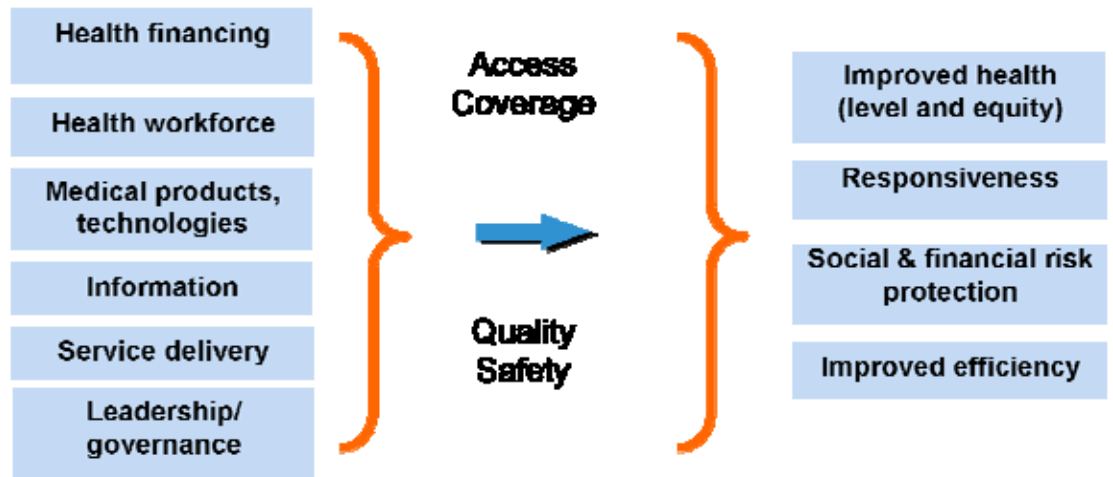 Health financing
Health workforce
Medical products,
technologies
Information
Service delivery
Leadership/
governance
Access
Coverage
Quality
Safety
Improved health
(level and equity)
Responsiveness
Social & financial risk
protection
Improved efficiency